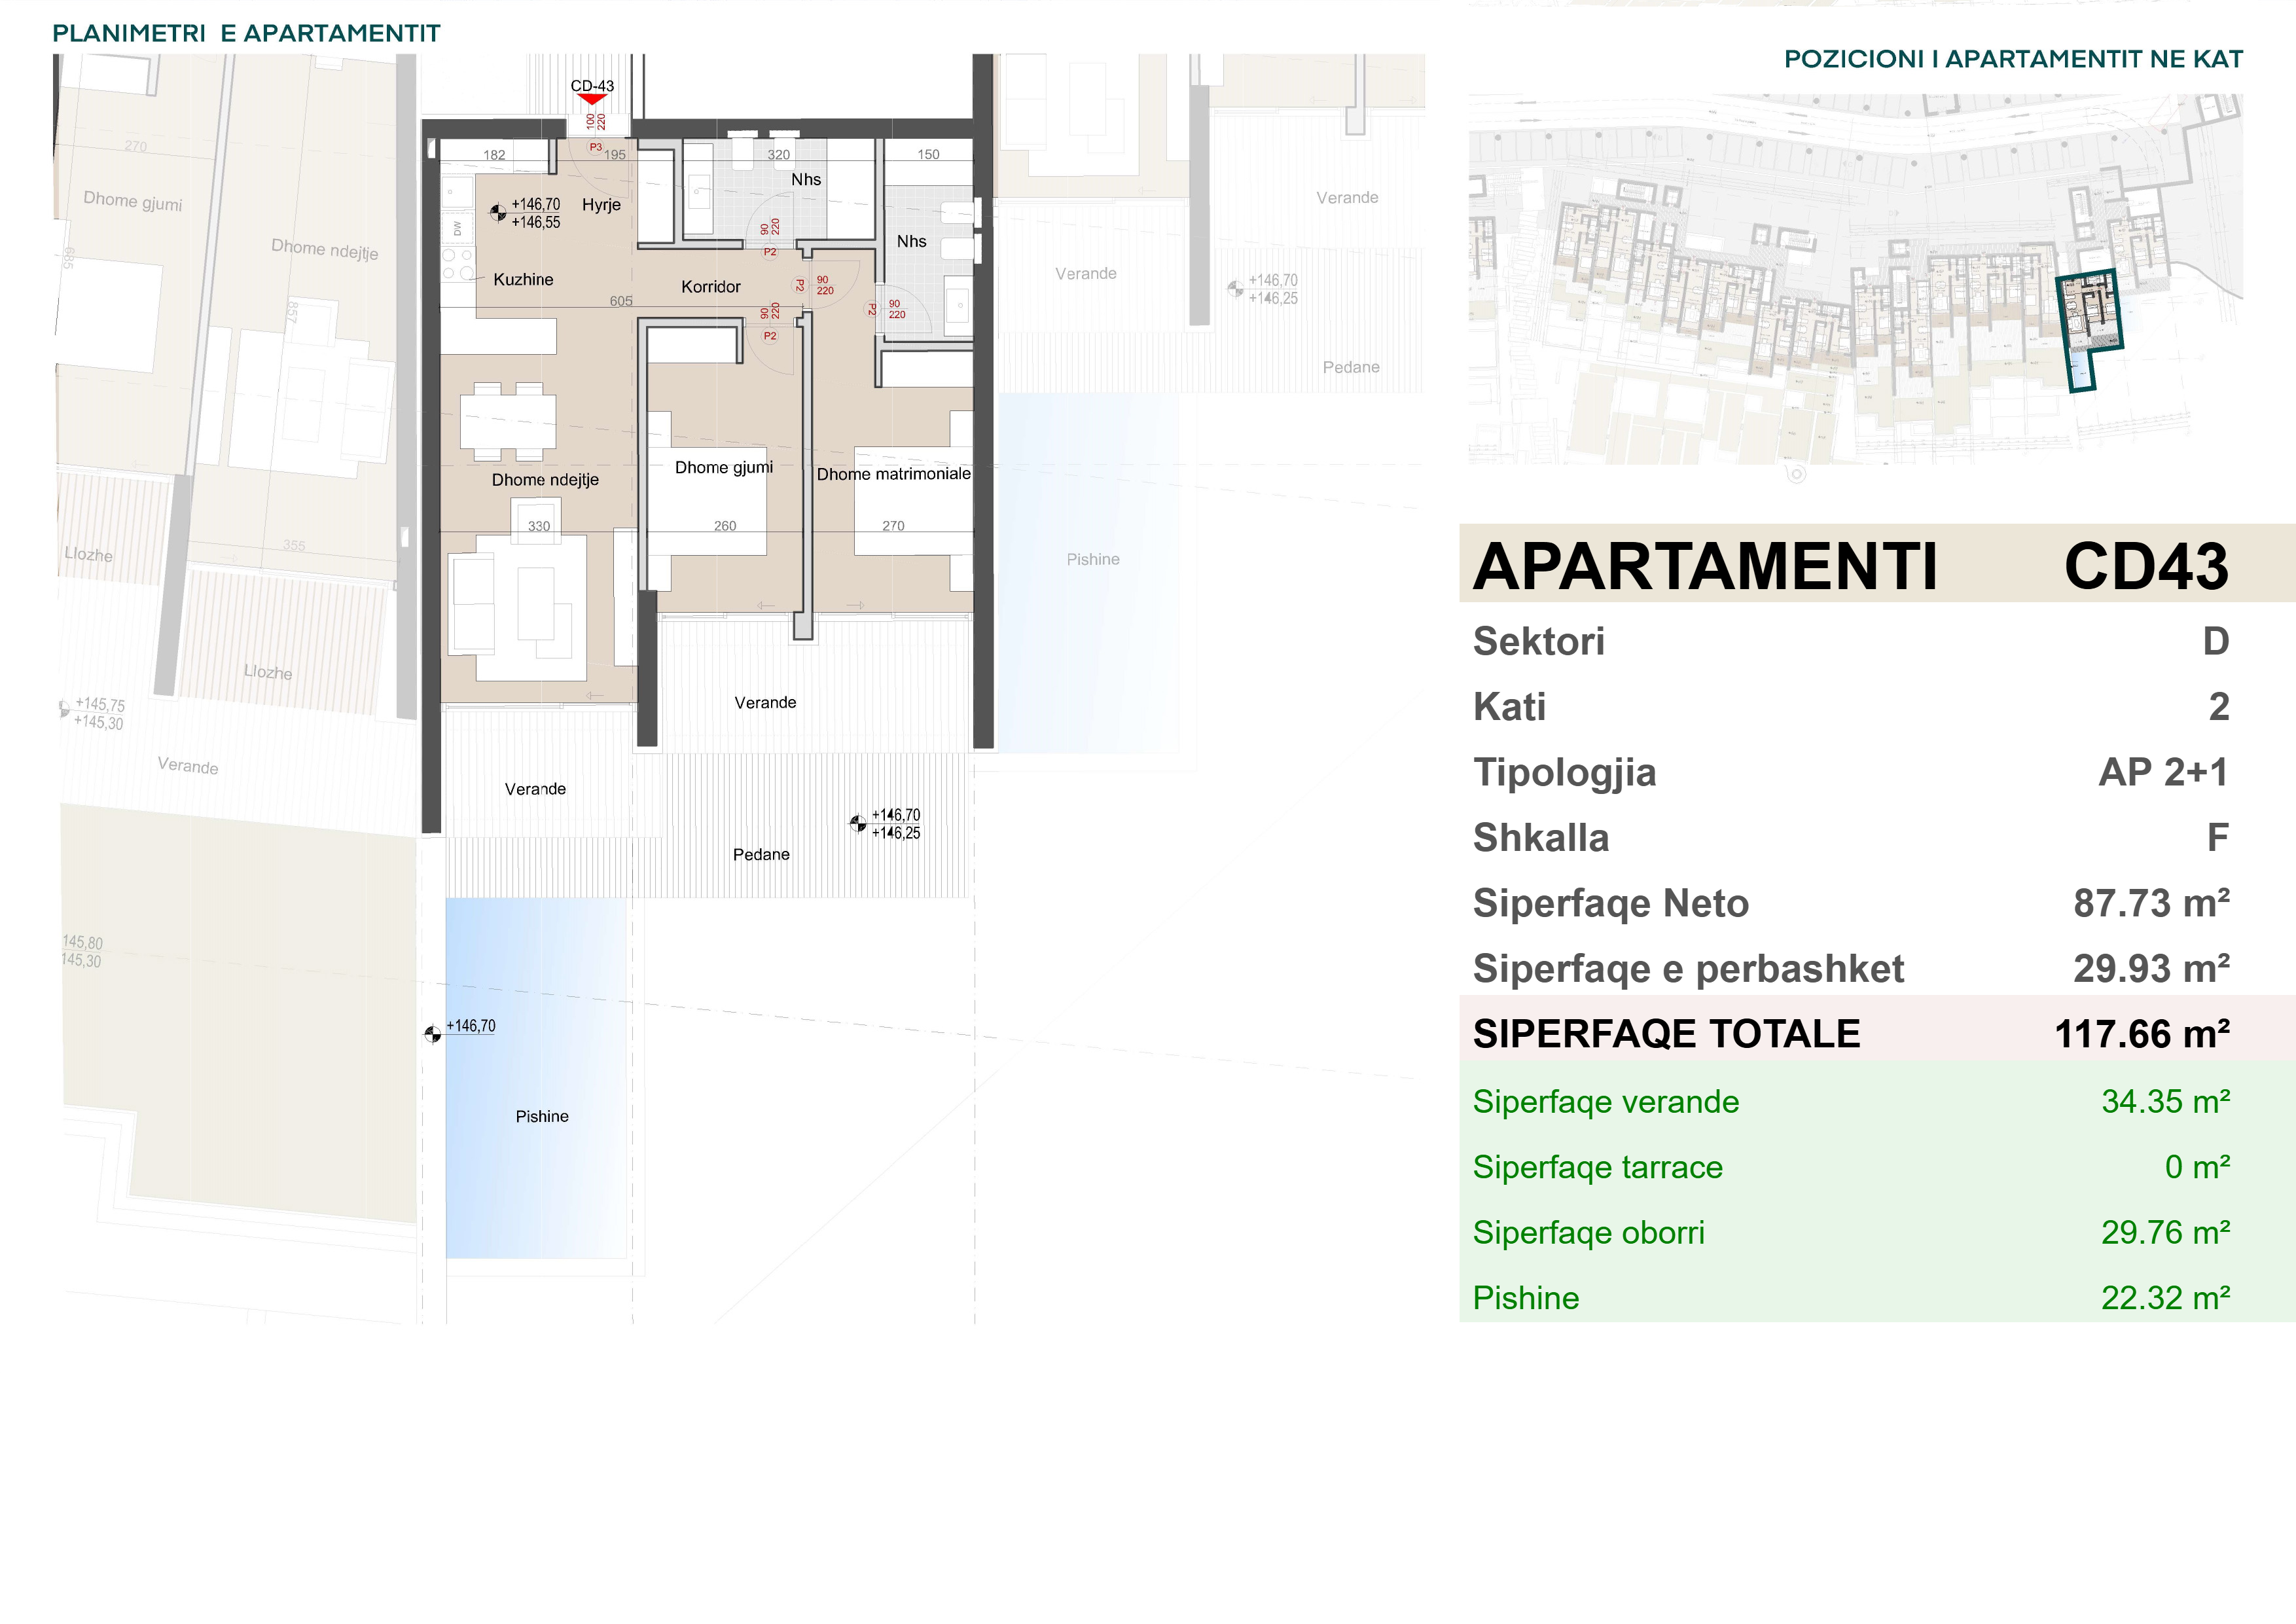 PLANIMETRI E APARTAMENTIT
POZICIONI I APARTAMENTIT NE KAT
CD-43
100
220
P3
182
195
320
150
Nhs
Hyrje
+146,70
+146,55
DW
Nhs
90
220
P2
Kuzhine
Korridor
P2
90
220
605
90
220
P2
P2
90
220
Dhome gjumi
Dhome matrimoniale
Dhome ndejtje
330
260
270
Verande
Verande
+146,70
+146,25
Pedane
+146,70
Pishine
270
Dhome gjumi
685
Dhome ndejtje
857
355
Llozhe
Llozhe
+145,75
+145,30
Verande
145,80
145,30
Verande
Verande
+146,70
+146,25
Pedane
Pishine
APARTAMENTI CD43
Sektori D
Kati 2
Tipologjia AP 2+1
Shkalla F
Siperfaqe Neto 87.73 m²
Siperfaqe e perbashket 29.93 m²
SIPERFAQE TOTALE 117.66 m²
Siperfaqe verande 34.35 m²
Siperfaqe tarrace 0 m²
Siperfaqe oborri 29.76 m²
Pishine 22.32 m²